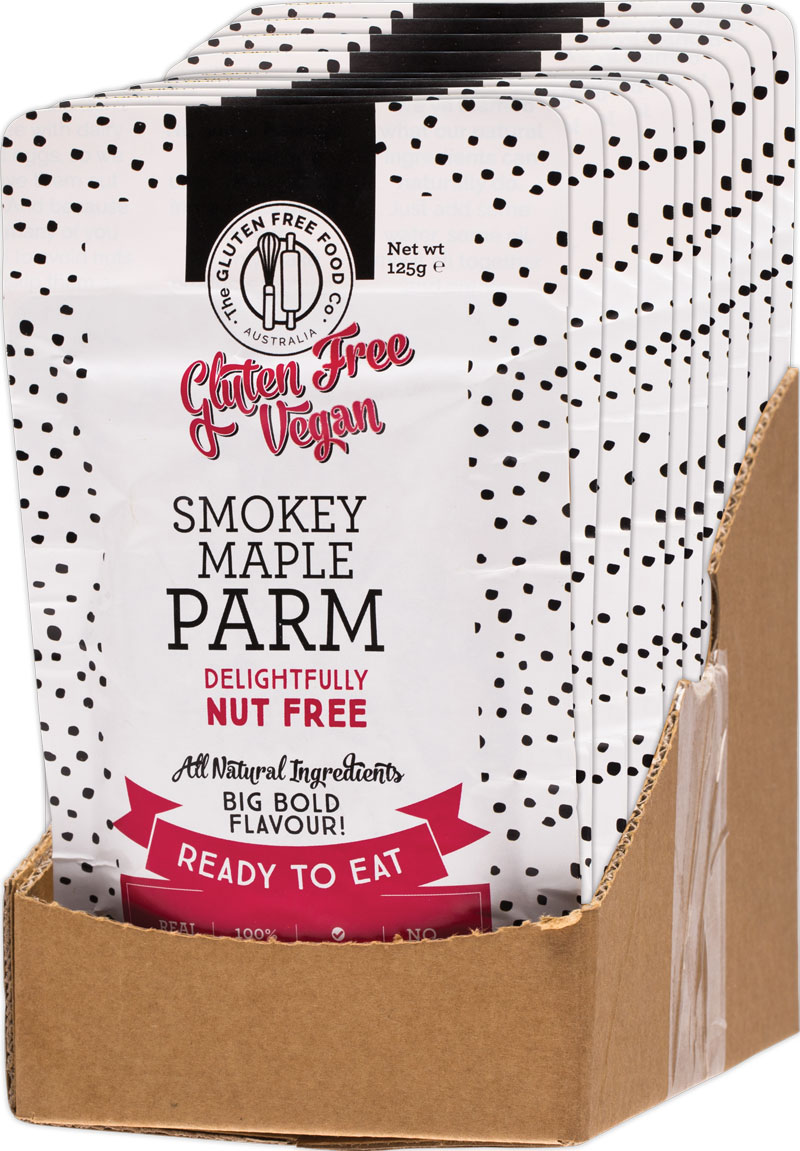 The GLUTEN FREE FOOD Co.
AUSTRALIA
Net wt
125g ℮
Gluten Free
Vegan
SMOKEY
MAPLE
PARM
DELIGHTFULLY
NUT FREE
All Natural Ingredients
BIG BOLD
FLAVOUR!
READY TO EAT
REAL 100% NO